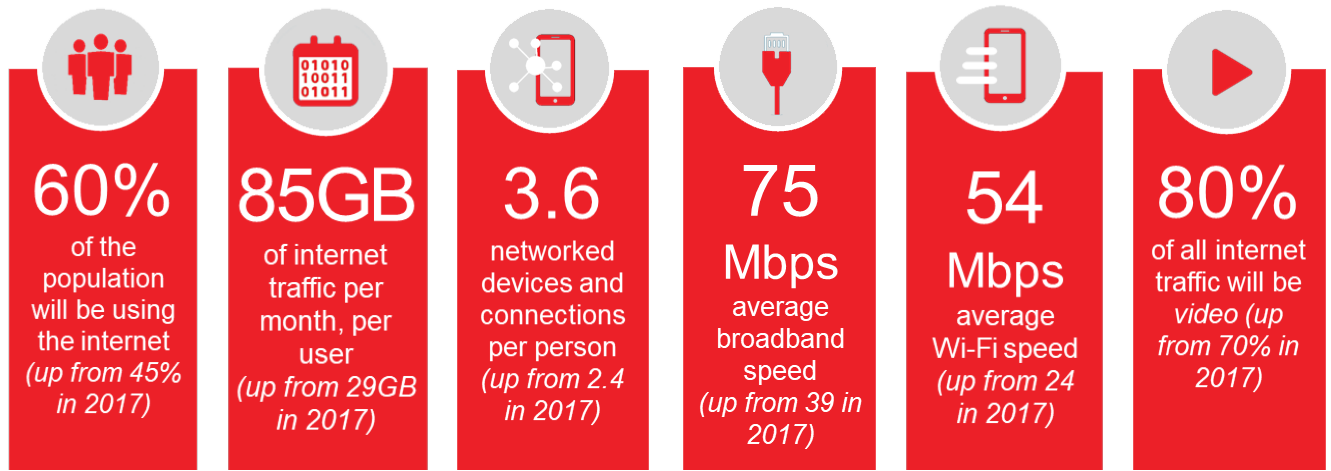 01010
10011
01011
60%
of the
population
will be using
the internet
(up from 45%
in 2017)
85GB
of internet
traffic per
month, per
user
(up from 29GB
in 2017)
3.6
networked
devices and
connections
per person
(up from 2.4
in 2017)
75
Mbps
average
broadband
speed
(up from 39 in
2017)
54
Mbps
average
Wi-Fi speed
(up from 24
in 2017)
80%
of all internet
traffic will be
video (up
from 70% in
2017)